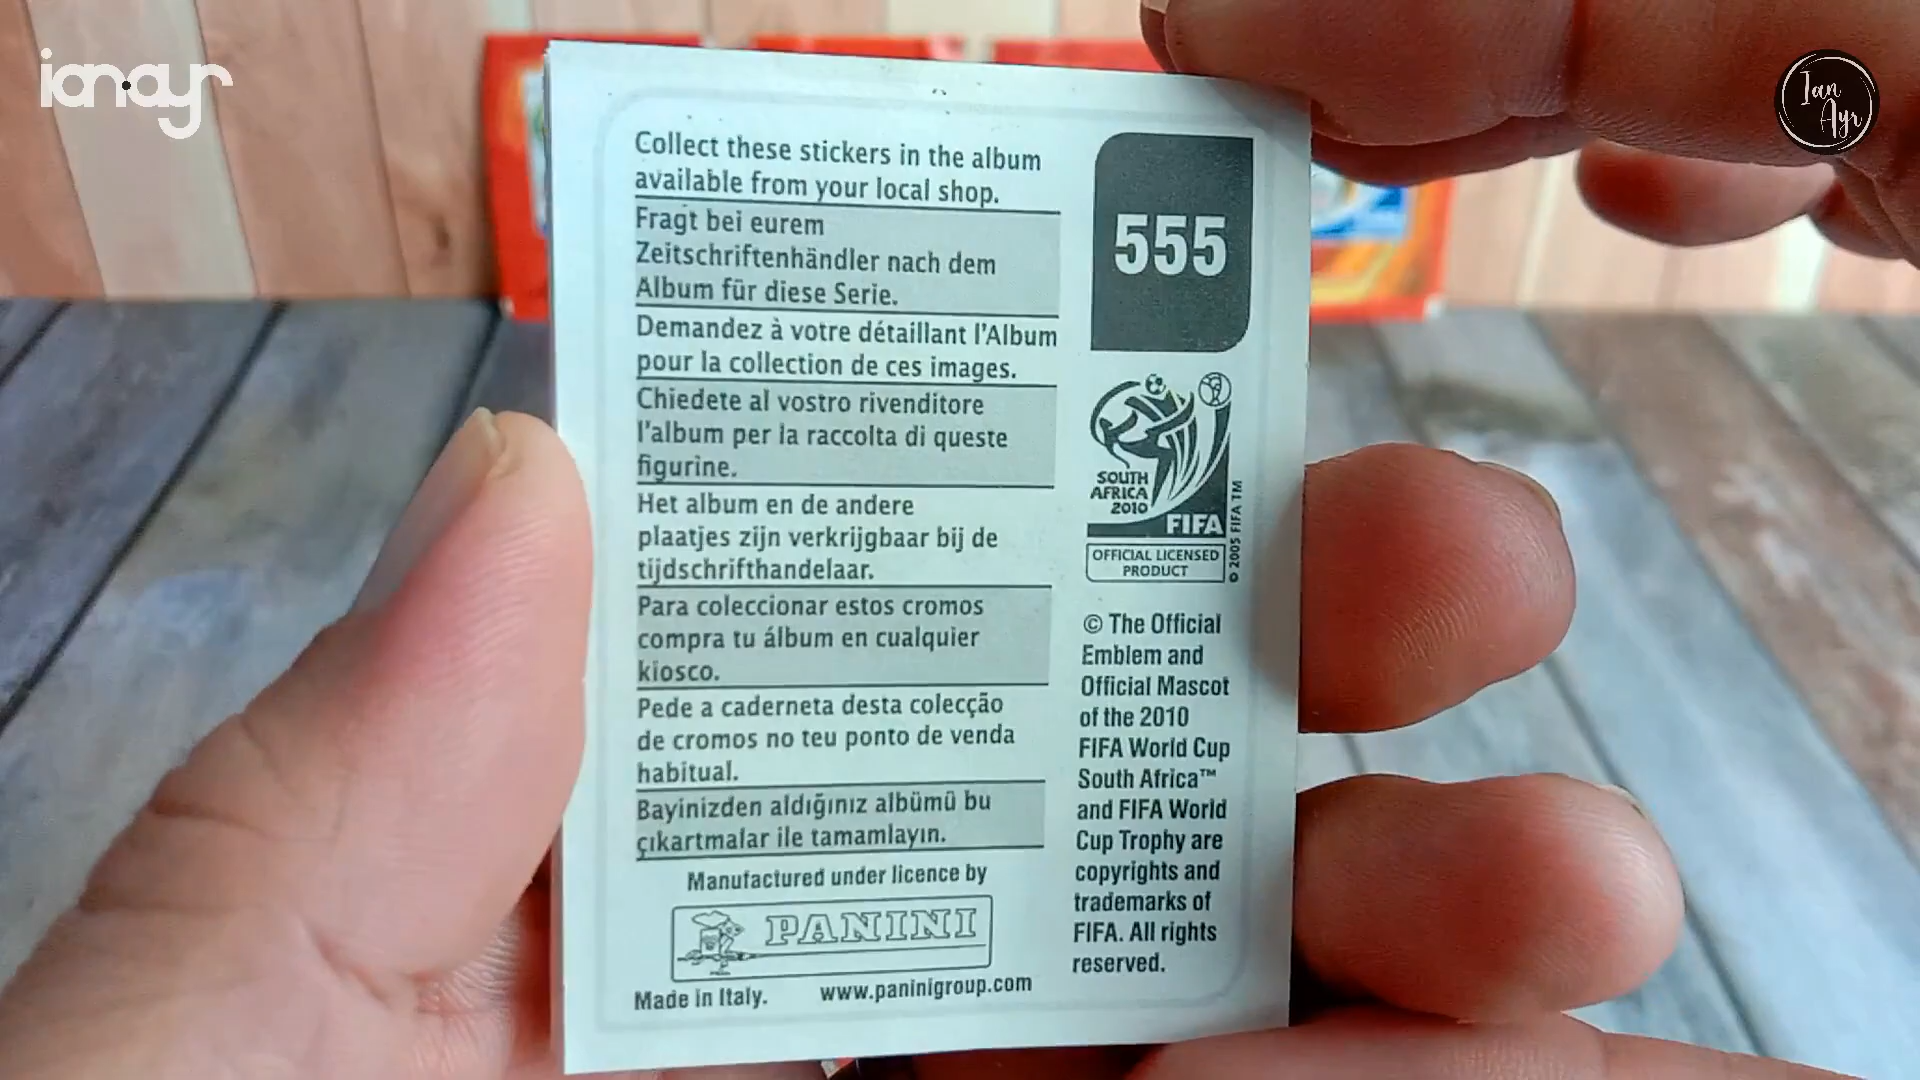 ianayr
Ian
Ayr
Collect these stickers in the album
available from your local shop.
Fragt bei eurem
Zeitschriftenhändler nach dem
Album für diese Serie.
Demandez à votre détaillant l'Album
pour la collection de ces images.
Chiedete al vostro rivenditore
l'album per la raccolta di queste
figurine.
Het album en de andere
plaatjes zijn verkrijgbaar bij de
tijdschrifthandelaar.
Para coleccionar estos cromos
compra tu álbum en cualquier
kiosco.
Pede a caderneta desta colecção
de cromos no teu ponto de venda
habitual.
Bayinizden aldığınız albümü bu
çıkartmalar ile tamamlayın.
Manufactured under licence by
PANINI
Made in Italy. www.paninigroup.com
555
SOUTH
AFRICA
2010
FIFA
© 2005 FIFA TM
OFFICIAL LICENSED
PRODUCT
© The Official
Emblem and
Official Mascot
of the 2010
FIFA World Cup
South Africa™
and FIFA World
Cup Trophy are
copyrights and
trademarks of
FIFA. All rights
reserved.